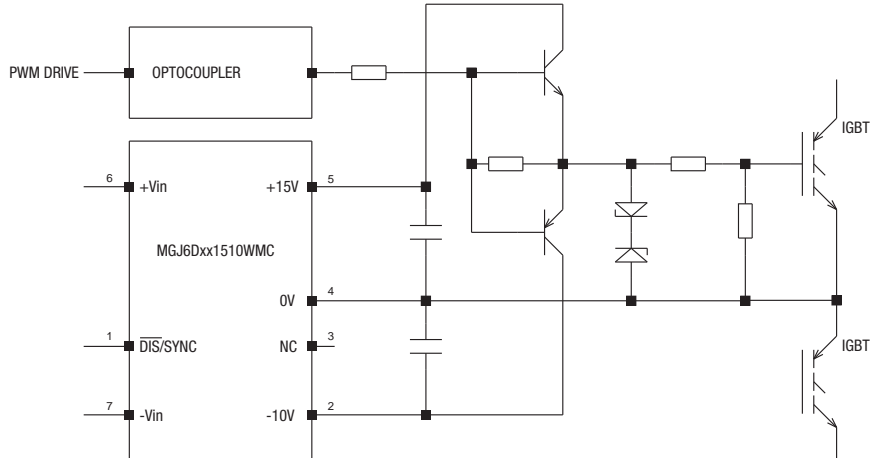 PWM DRIVE
OPTOCOUPLER
IGBT
6
+Vin
+15V
5
MGJ6Dxx1510WMC
0V
4
1
DIS/SYNC
NC
3
IGBT
7
-Vin
-10V
2